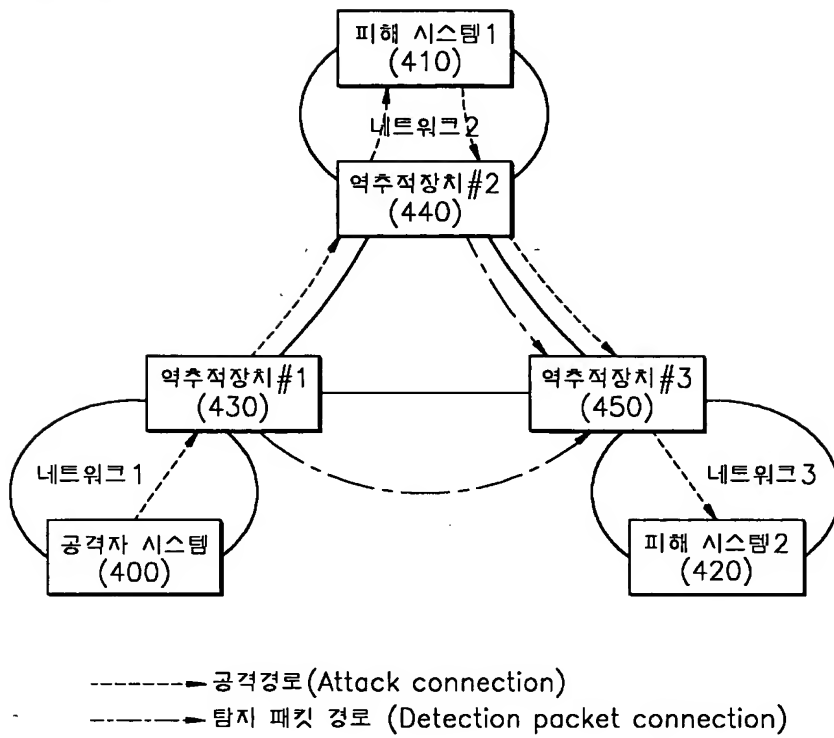 피해 시스템1
(410)
네트워크2
역추적장치#2
(440)
역추적장치#1
(430)
역추적장치#3
(450)
네트워크1
네트워크3
공격자 시스템
(400)
피해 시스템2
(420)
공격경로(Attack connection)
탐지 패킷 경로 (Detection packet connection)